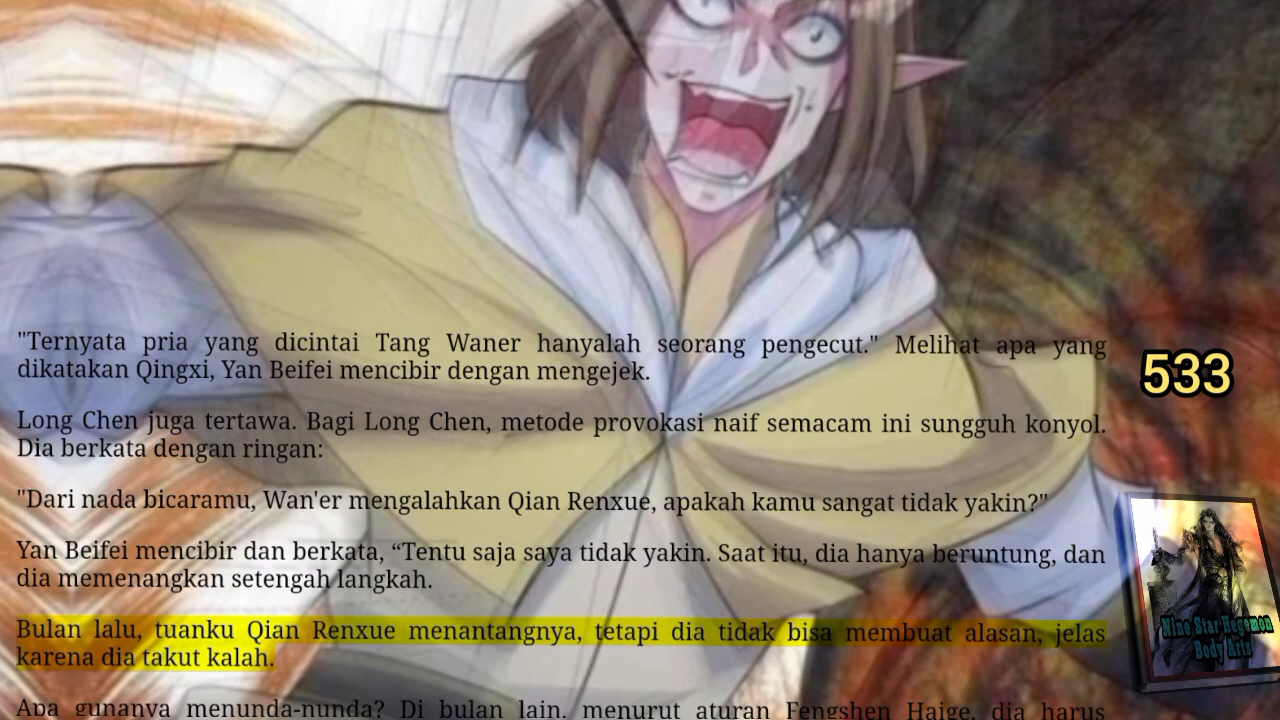 "Ternyata pria yang dicintai Tang Waner hanyalah seorang pengecut." Melihat apa yang
dikatakan Qingxi, Yan Beifei mencibir dengan mengejek.
Long Chen juga tertawa. Bagi Long Chen, metode provokasi naif semacam ini sungguh konyol.
Dia berkata dengan ringan:
"Dari nada bicaramu, Wan'er mengalahkan Qian Renxue, apakah kamu sangat tidak yakin?"
Yan Beifei mencibir dan berkata, “Tentu saja saya tidak yakin. Saat itu, dia hanya beruntung, dan
dia memenangkan setengah langkah.
Bulan lalu, tuanku Qian Renxue menantangnya, tetapi dia tidak bisa membuat alasan, jelas
karena dia takut kalah.
Apa gunanya menunda-nunda? Di bulan lain, menurut aturan Fengshen Haige, dia harus
533
Nine Star Hegemon
Body Arts